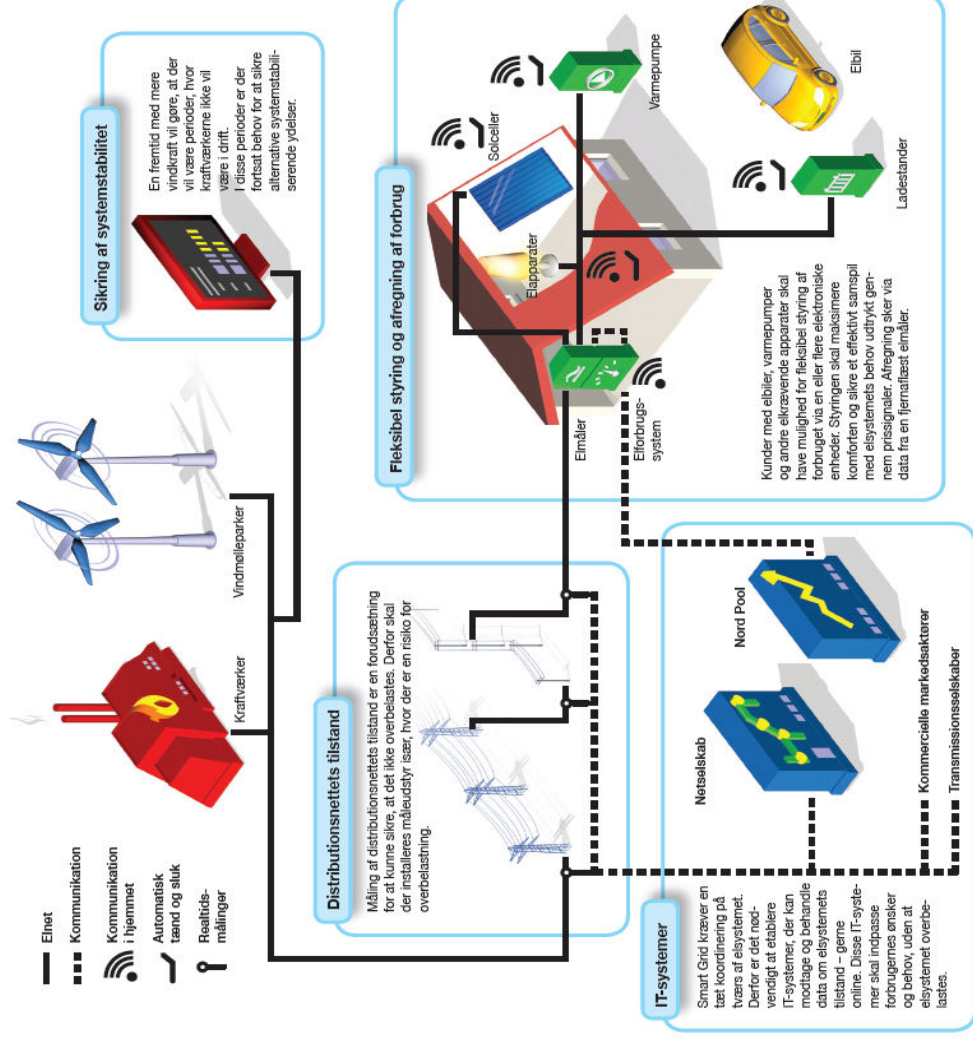 Elnet
Kommunikation
Kommunikation
i hjemmet
Automatisk
tænd og sluk
Realtids-
målinger
Kraftværker
Vindmølleparker
Sikring af systemstabilitet
En fremtid med mere
vindkraft vil gøre, at der
vil være perioder, hvor
kraftværkerne ikke vil
være i drift.
I disse perioder er der
fortsat behov for at sikre
alternative systemstabili-
serende ydelser.
Distributionsnettets tilstand
Måling af distributionsnettets tilstand er en forudsætning
for at kunne sikre, at det ikke overbelastes. Derfor skal
der installeres måleudstyr især, hvor der er en risiko for
overbelastning.
Fleksibel styring og afregning af forbrug
Solceller
Elapparater
Varmepumpe
Elmåler
Elforbrugs-
system
Ladestander
Elbil
Kunder med elbiler, varmepumper
og andre elkrævende apparater skal
have mulighed for fleksibel styring af
forbruget via en eller flere elektroniske
enheder. Styringen skal maksimere
komforten og sikre et effektivt samspil
med elsystemets behov udtrykt gen-
nem prissignaler. Afregning sker via
data fra en fjernaflæst elmåler.
IT-systemer
Smart Grid kræver en
tæt koordinering på
tværs af elsystemet.
Derfor er det nød-
vendigt at etablere
IT-systemer, der kan
modtage og behandle
data om elsystemets
tilstand – gerne
online. Disse IT-syste-
mer skal indpasse
forbrugernes ønsker
og behov, uden at
elsystemet overbe-
lastes.
Netselskab
Nord Pool
Kommercielle markedsaktører
Transmissionsselskaber